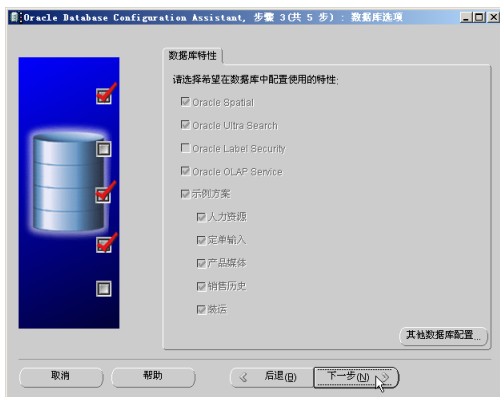 Oracle Database Configuration Assistant, 步骤 3(共 5 步) : 数据库选项
数据库特性
请选择希望在数据库中配置使用的特性:
Oracle Spatial
Oracle Ultra Search
Oracle Label Security
Oracle OLAP Service
示例方案
人力资源
定单输入
产品媒体
销售历史
装运
其他数据库配置...
取消
帮助
后退(B)
下一步(N)